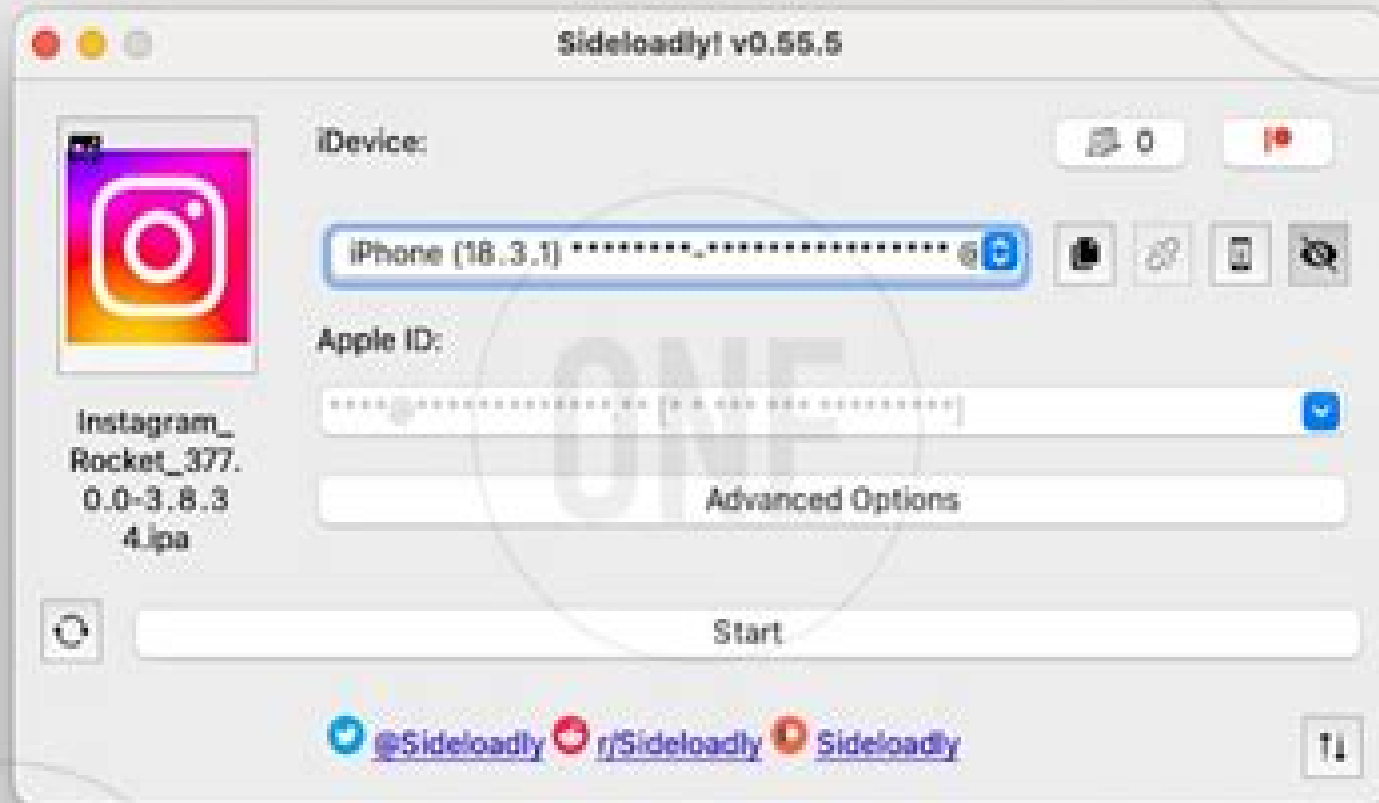 Sideloadly! v0.55.5
iDevice:
0
iPhone (18.3.1) ••••••••-•••••••••••••••• @
Apple ID:
ONE
Instagram_
Rocket_377.
0.0-3.8.3
4.ipa
Advanced Options
Start
@Sideloadly r/Sideloadly Sideloadly